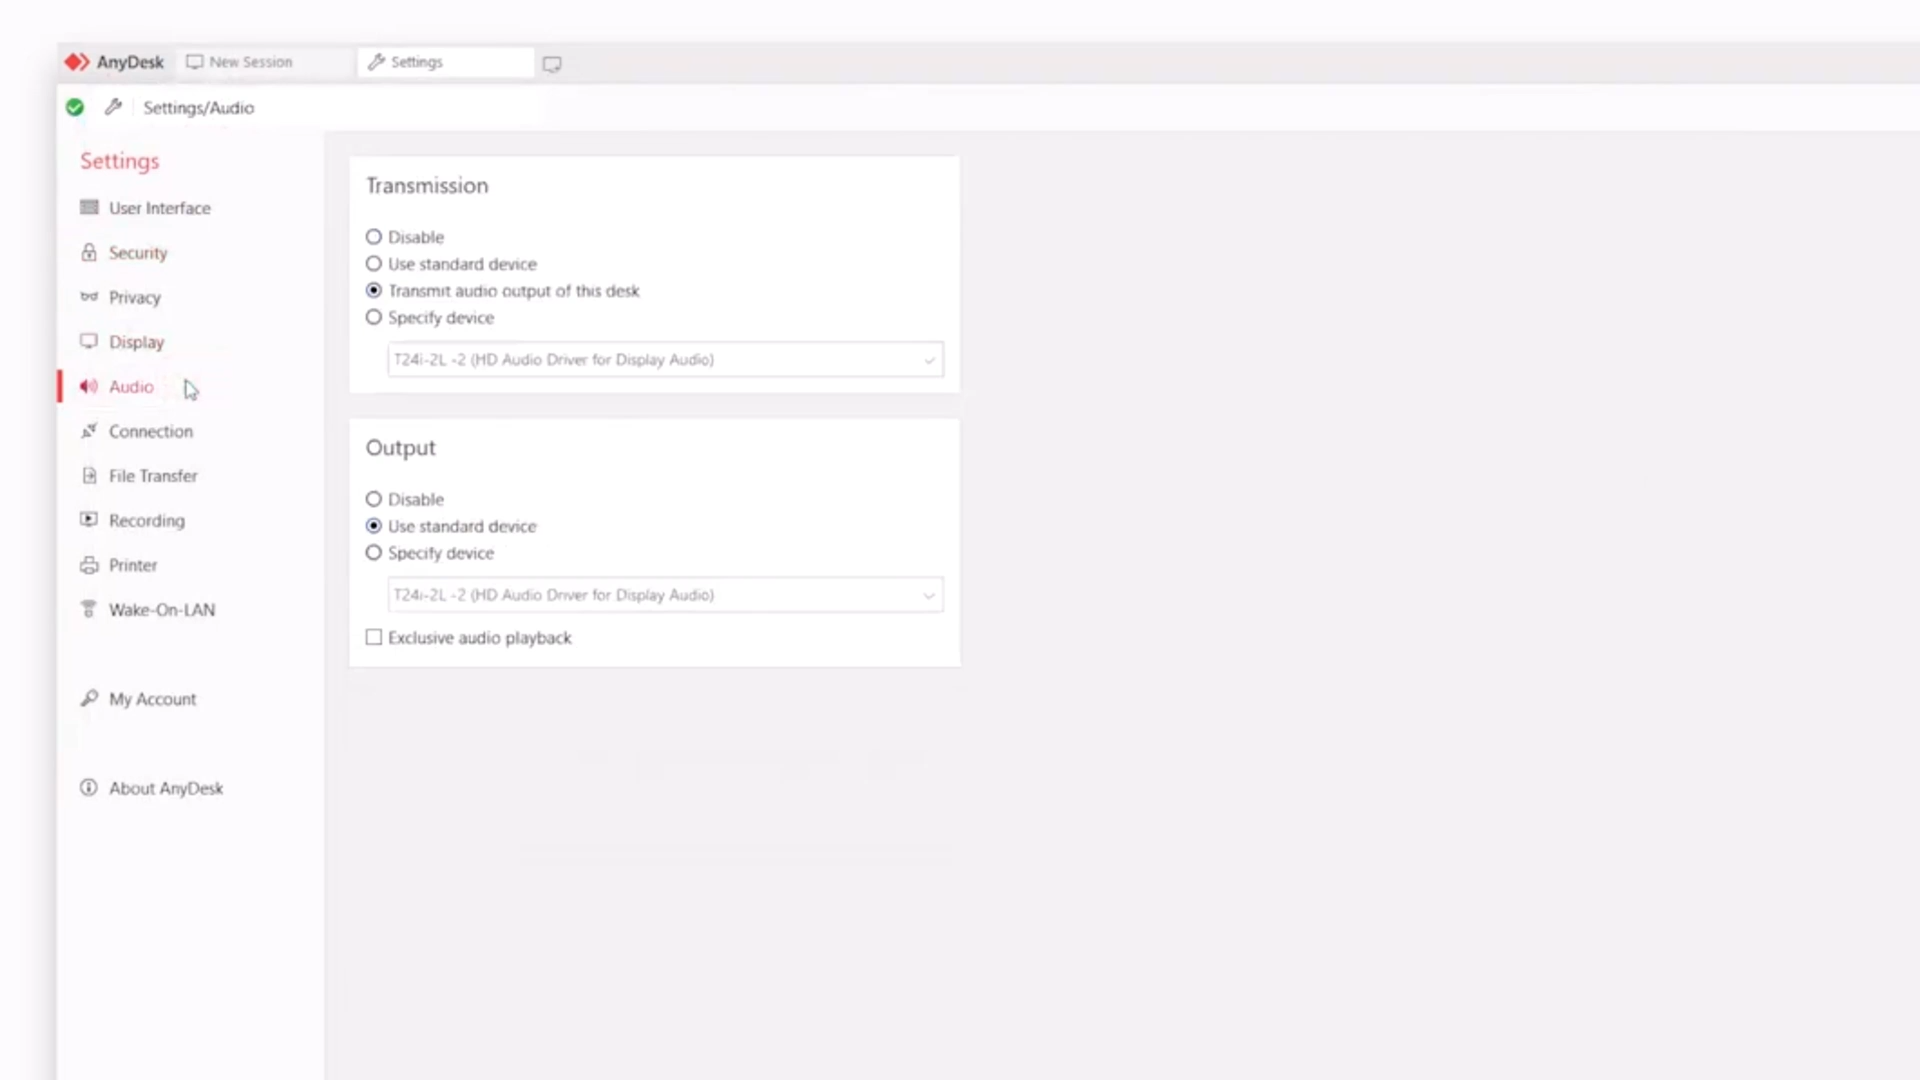 AnyDesk
New Session
Settings
Settings/Audio
Settings
User Interface
Security
Privacy
Display
Audio
Connection
File Transfer
Recording
Printer
Wake-On-LAN
My Account
About AnyDesk
Transmission
Disable
Use standard device
Transmit audio output of this desk
Specify device
T24i-2L -2 (HD Audio Driver for Display Audio)
Output
Disable
Use standard device
Specify device
T24i-2L -2 (HD Audio Driver for Display Audio)
Exclusive audio playback